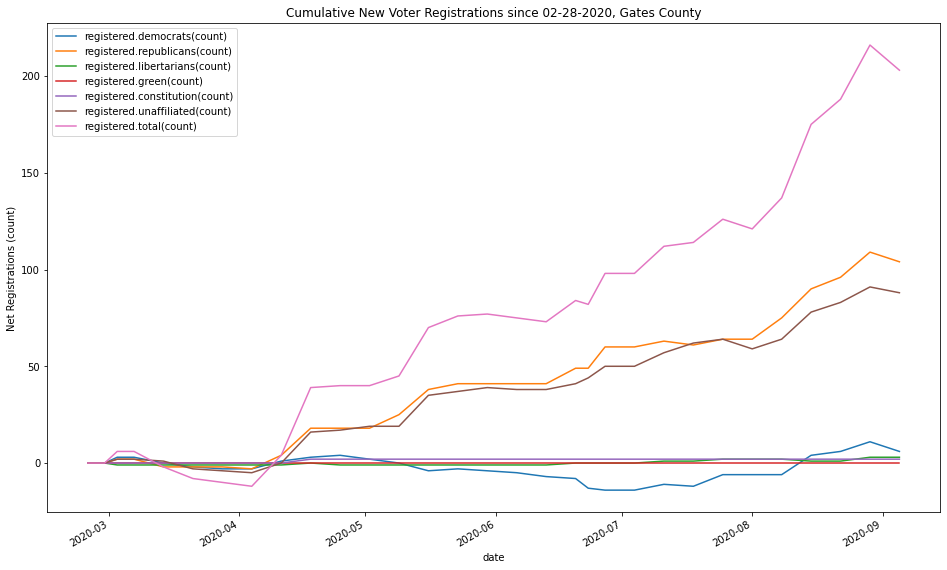 Cumulative New Voter Registrations since 02-28-2020, Gates County
registered.democrats(count)
registered.republicans(count)
registered.libertarians(count)
registered.green(count)
registered.constitution(count)
registered.unaffiliated(count)
registered.total(count)
200
150
100
50
0
Net Registrations (count)
2020-03
2020-04
2020-05
2020-06
2020-07
2020-08
2020-09
date